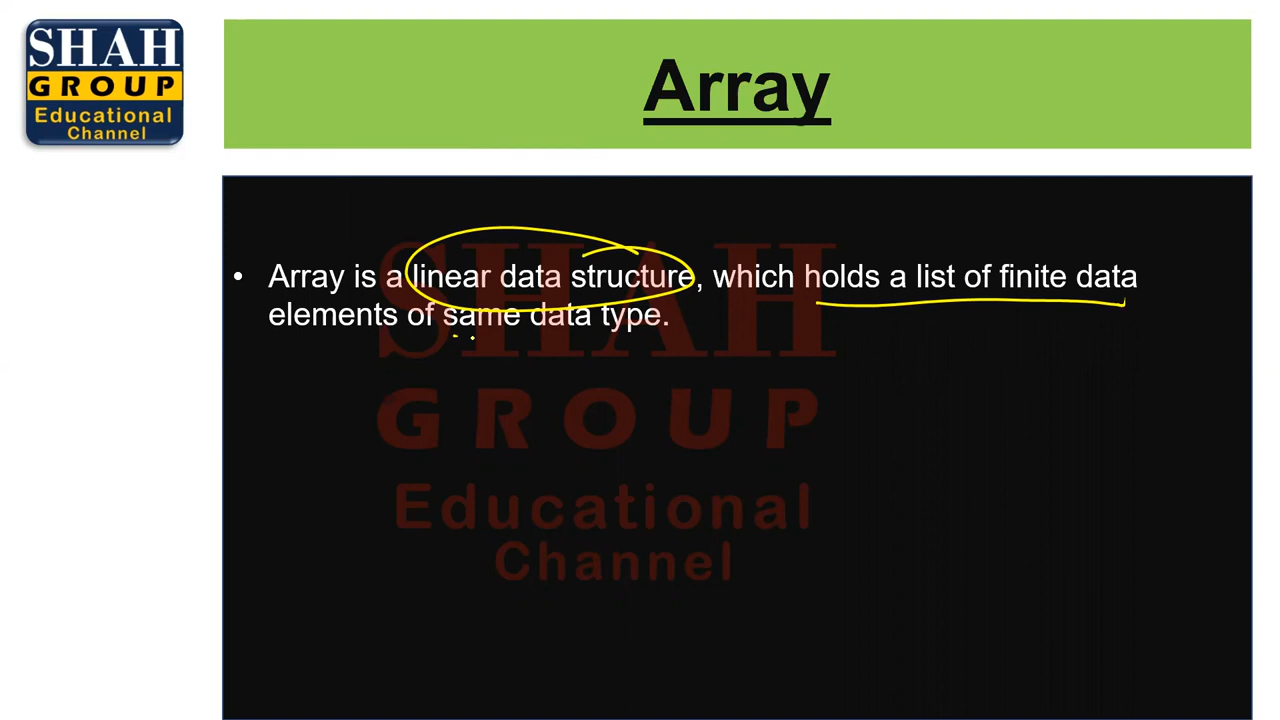 SHAH
GROUP
Educational
Channel
Array
• Array is a linear data structure, which holds a list of finite data
elements of same data type.
SHAH
GROUP
Educational
Channel